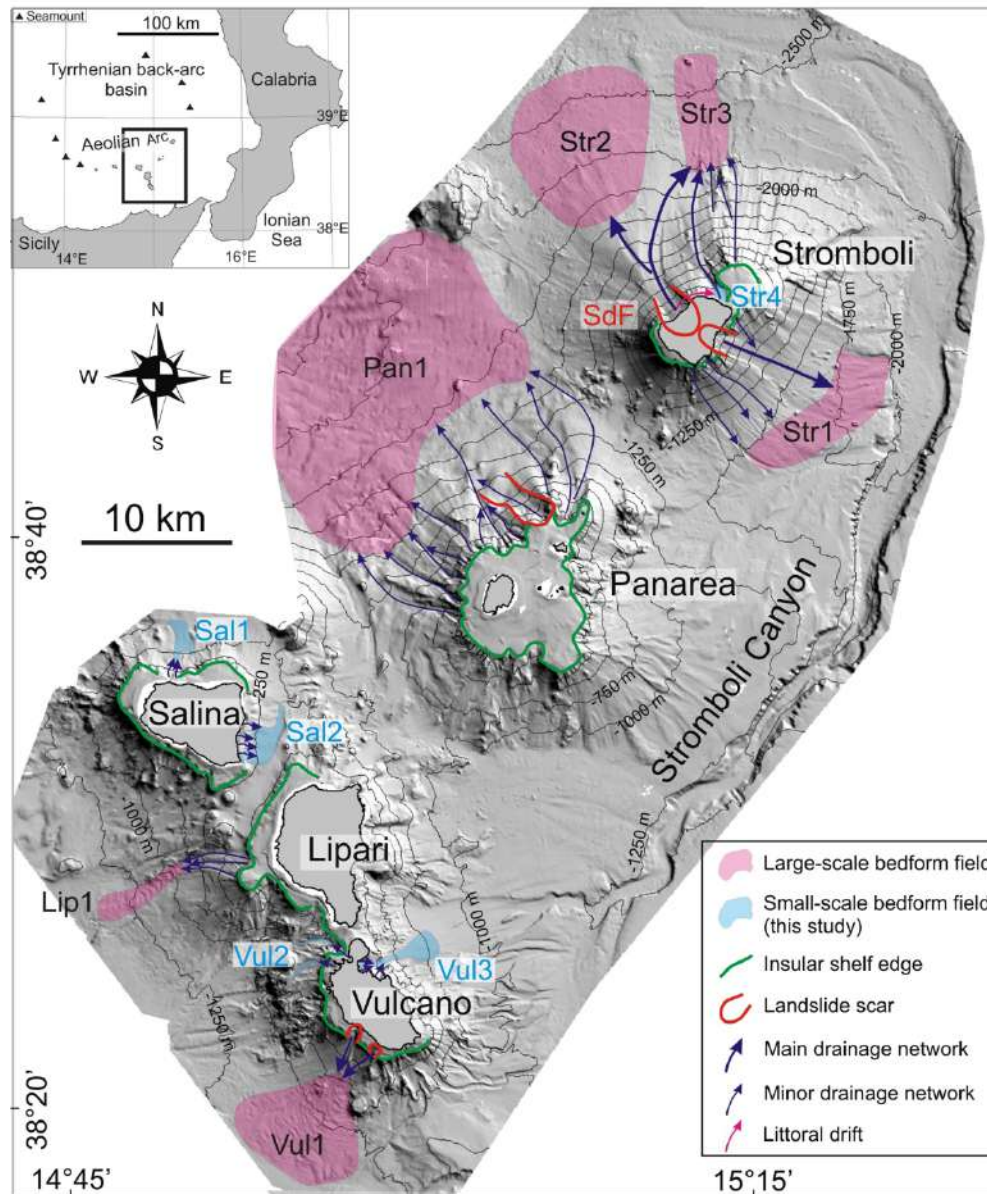 ▲ Seamount
100 km
Tyrrhenian back-arc
basin
Calabria
39°E
Aeolian Arc
38°E
Ionian
Sea
Sicily
14°E
16°E
N
W
E
S
10 km
38°40'
38°20'
14°45'
15°15'
-2500 m
Str3
Str2
-2000 m
Stromboli
Str4
SdF
-1750 m
-2000 m
Pan1
Str1
-1250 m
-1250 m
Panarea
Stromboli Canyon
-750 m
-1000 m
Sal1
250 m
Salina
Sal2
-1000 m
Lipari
-1250 m
Lip1
-1000 m
Vul2
Vul3
Vulcano
-1250 m
Vul1
Large-scale bedform field
Small-scale bedform field
(this study)
Insular shelf edge
Landslide scar
Main drainage network
Minor drainage network
Littoral drift